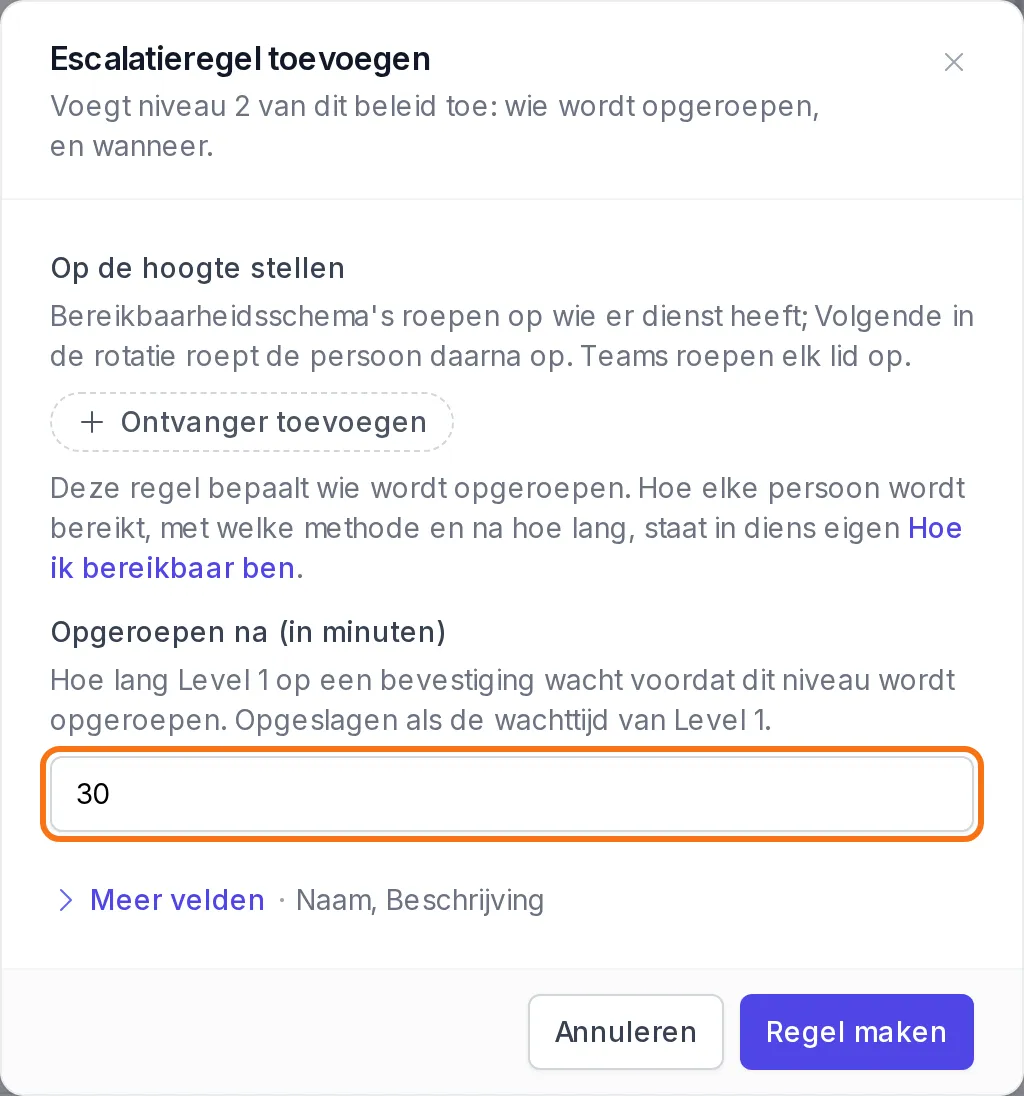 Escalatieregel toevoegen
Voegt niveau 2 van dit beleid toe: wie wordt opgeroepen,
en wanneer.
Op de hoogte stellen
Bereikbaarheidsschema's roepen op wie er dienst heeft; Volgende in
de rotatie roept de persoon daarna op. Teams roepen elk lid op.
Ontvanger toevoegen
Deze regel bepaalt wie wordt opgeroepen. Hoe elke persoon wordt
bereikt, met welke methode en na hoe lang, staat in diens eigen Hoe
ik bereikbaar ben.
Opgeroepen na (in minuten)
Hoe lang Level 1 op een bevestiging wacht voordat dit niveau wordt
opgeroepen. Opgeslagen als de wachttijd van Level 1.
30
Meer velden · Naam, Beschrijving
Annuleren
Regel maken